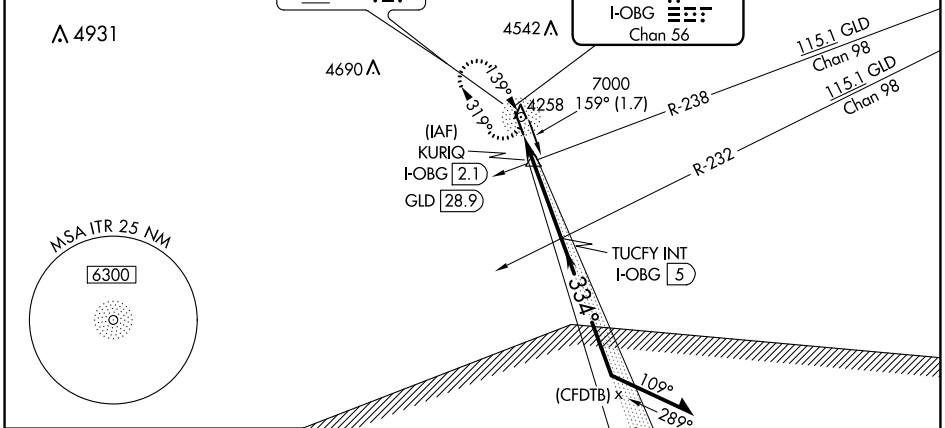 I-OBG
Chan 56
4931
4542
4690
115.1 GLD
Chan 98
115.1 GLD
Chan 98
139°
319°
7000
4258
159° (1.7)
R-238
(IAF)
KURIQ
I-OBG 2.1
GLD 28.9
R-232
MSA ITR 25 NM
6300
TUCFY INT
I-OBG 5
334°
109°
(CFDTB) x
289°